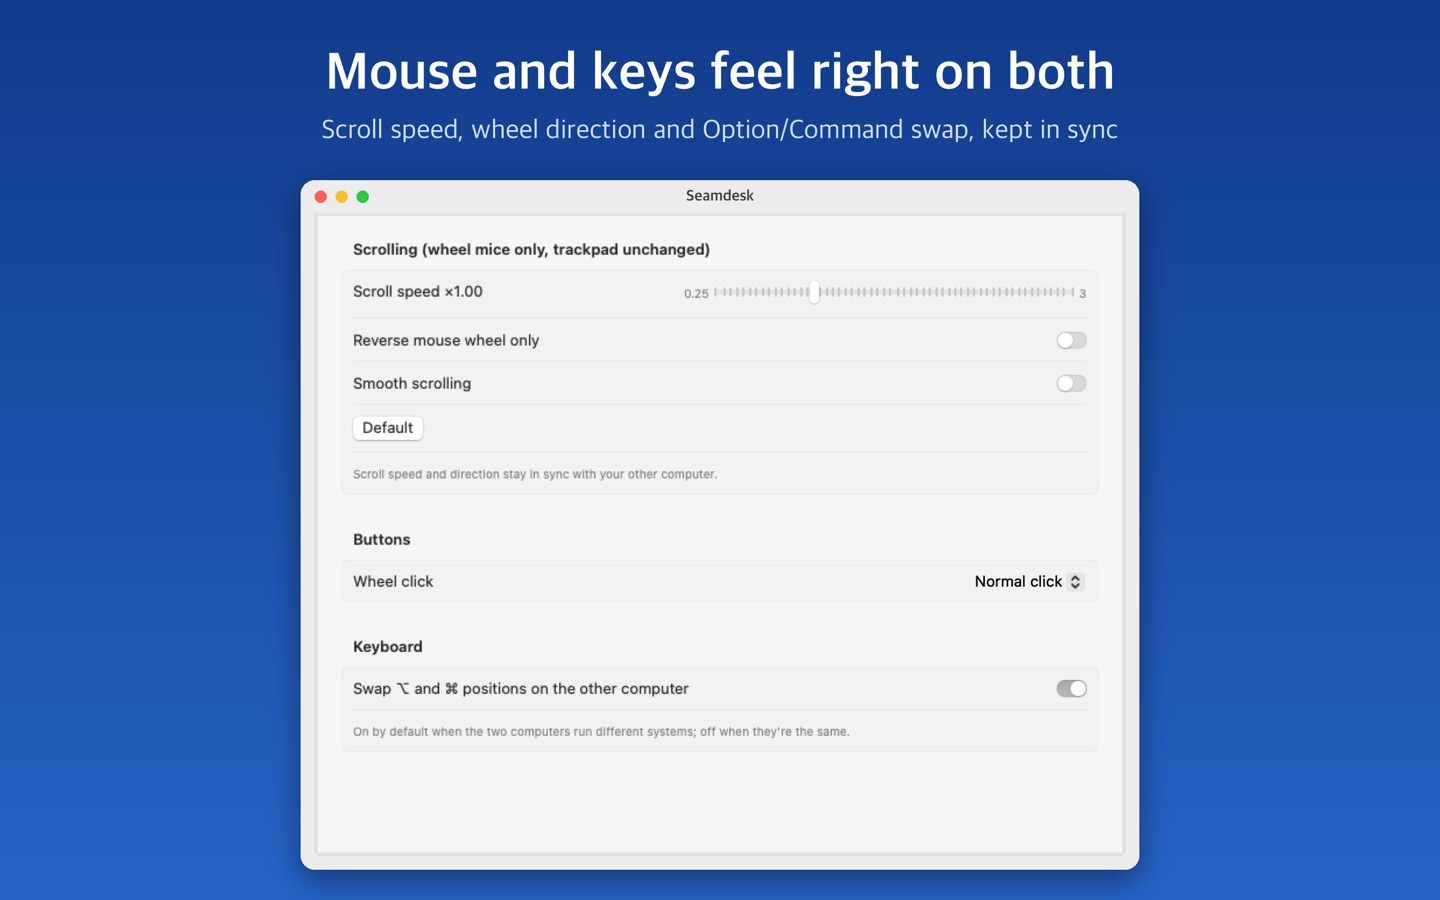 Mouse and keys feel right on both
Scroll speed, wheel direction and Option/Command swap, kept in sync
Seamdesk
Scrolling (wheel mice only, trackpad unchanged)
Scroll speed ×1.00
0.25
3
Reverse mouse wheel only
Smooth scrolling
Default
Scroll speed and direction stay in sync with your other computer.
Buttons
Wheel click
Normal click
Keyboard
Swap ⌥ and ⌘ positions on the other computer
On by default when the two computers run different systems; off when they're the same.